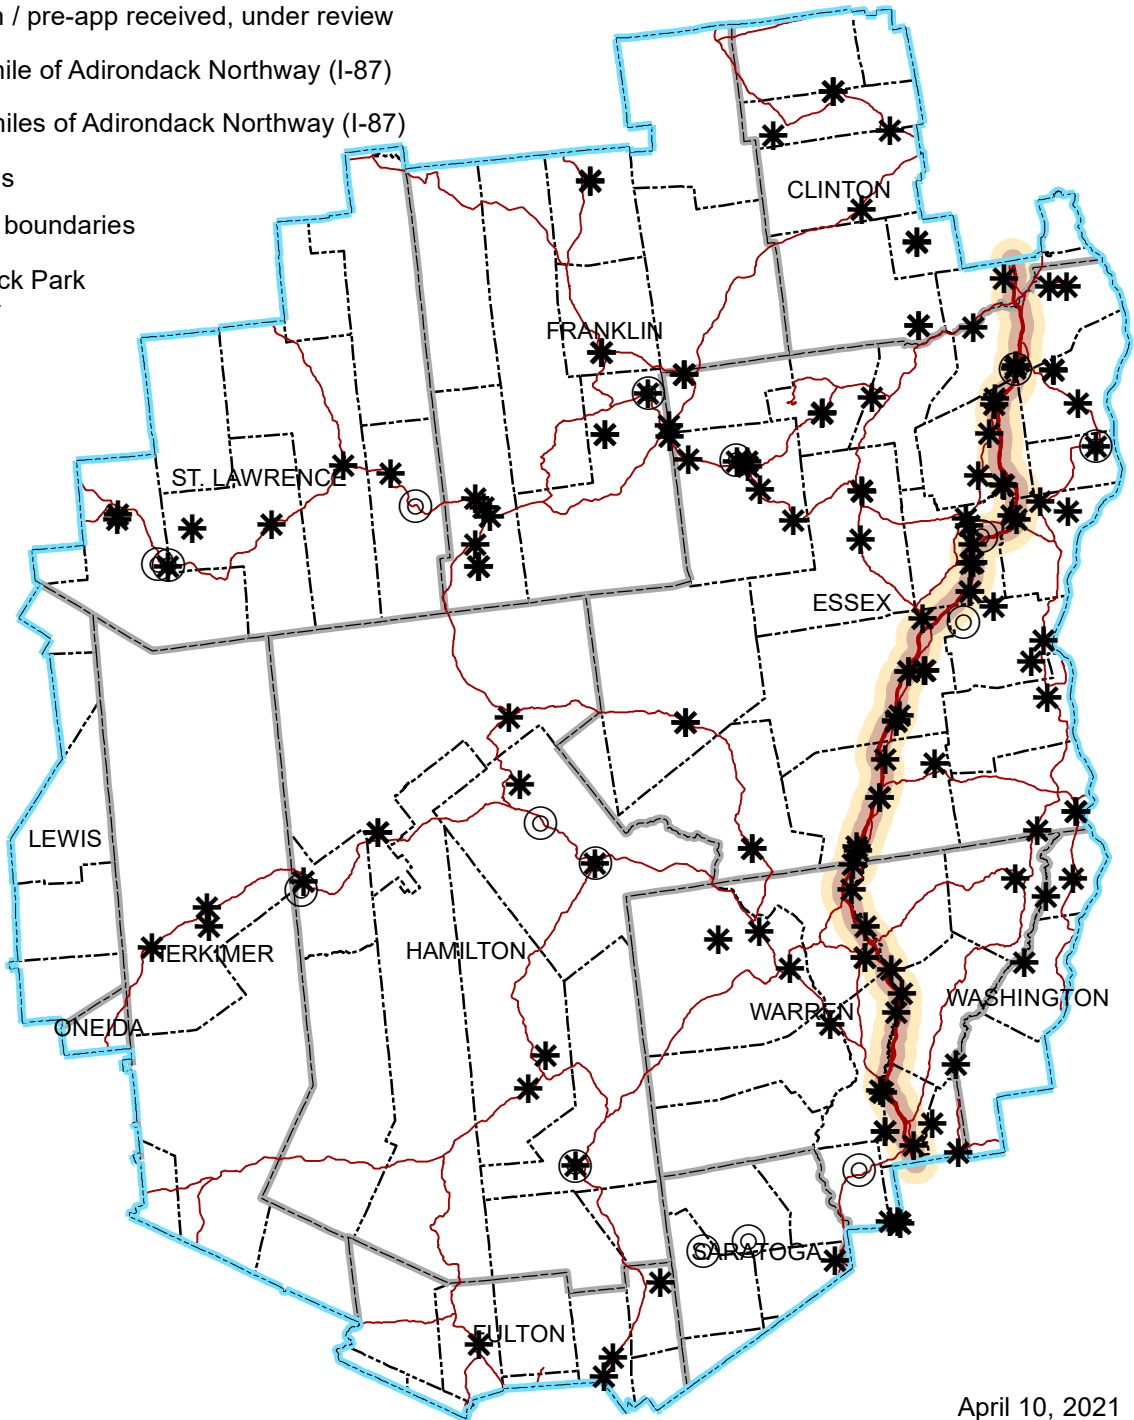 / pre-app received, under review
mile of Adirondack Northway (I-87)
miles of Adirondack Northway (I-87)
s
boundaries
ck Park
CLINTON
FRANKLIN
ST. LAWRENCE
ESSEX
LEWIS
HERKIMER
HAMILTON
ONEIDA
WARREN
WASHINGTON
SARATOGA
FULTON
April 10, 2021